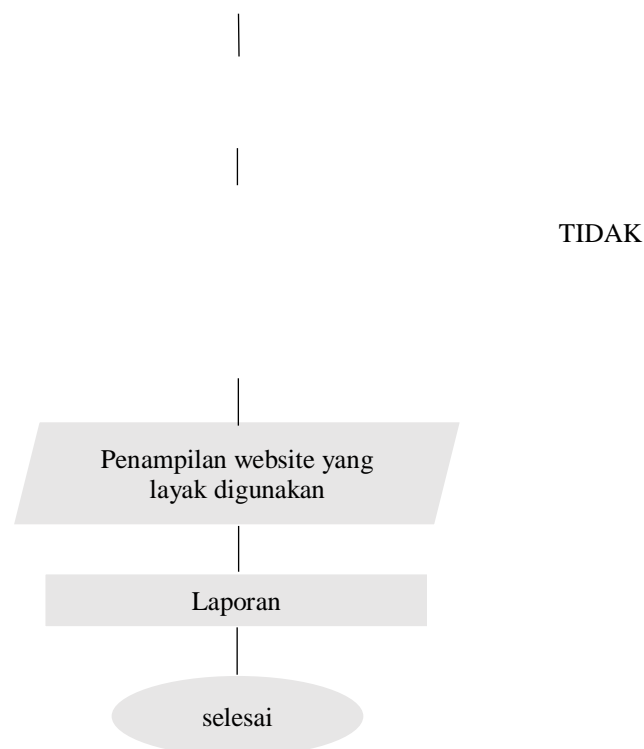 TIDAK
Penampilan website yang
layak digunakan
Laporan
selesai